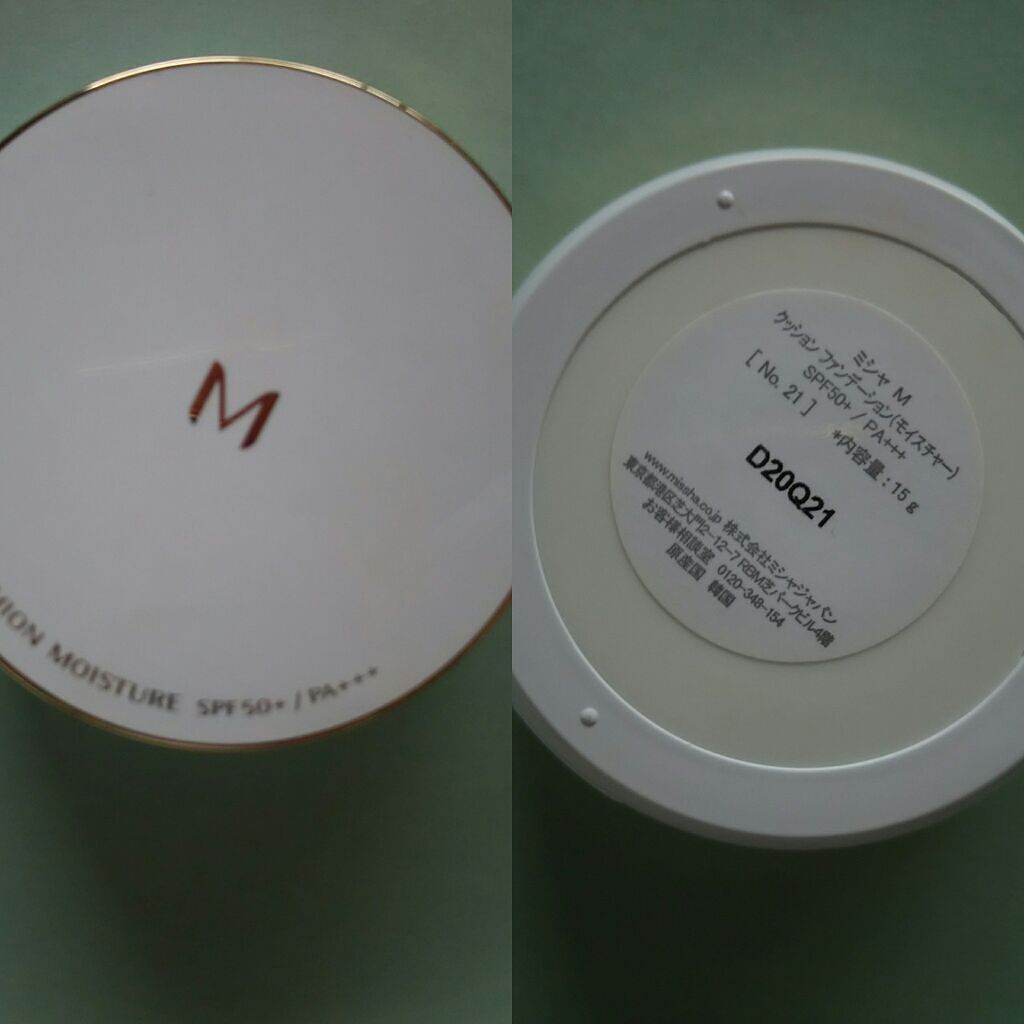 M
MOISTURE SPF50+ / PA+++
ミシャ M
クッション ファンデーション(モイスチャー)
SPF50+ / PA+++
[ No. 21 ] *内容量 : 15 g
D20Q21
www.missha.co.jp 株式会社ミシャジャパン
東京都港区芝大門2-12-7 RBM芝パークビル4階
お客様相談室 0120-348-154
原産国 韓国